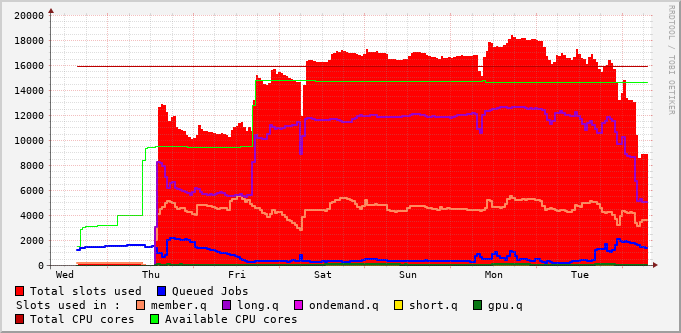 20000
18000
16000
14000
12000
10000
8000
6000
4000
2000
0
Wed Thu Fri Sat Sun Mon Tue
RRDTOOL / TOBI OETIKER
Total slots used Queued Jobs
Slots used in : member.q long.q ondemand.q short.q gpu.q
Total CPU cores Available CPU cores